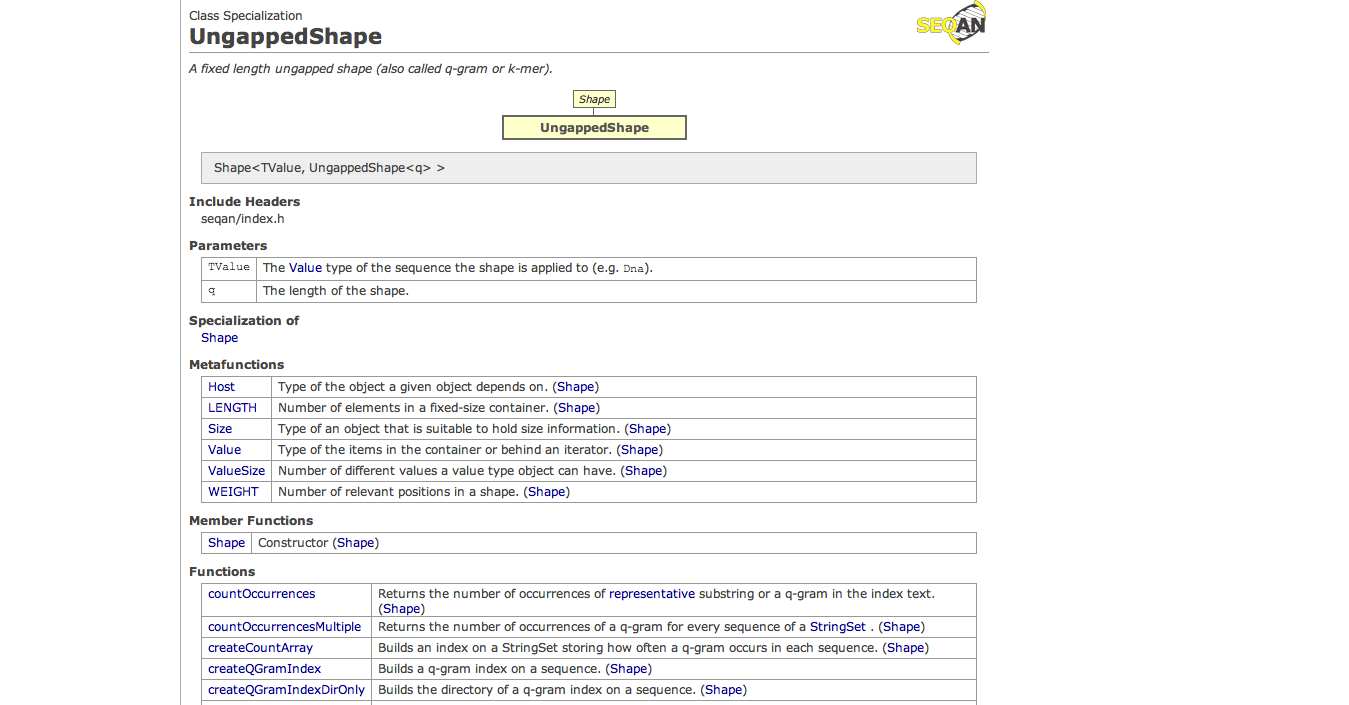 Class Specialization
UngappedShape
SEQAN
A fixed length ungapped shape (also called q-gram or k-mer).
Shape
UngappedShape
Shape<TValue, UngappedShape<q> >
Include Headers
seqan/index.h
Parameters
TValue The Value type of the sequence the shape is applied to (e.g. Dna).
q The length of the shape.
Specialization of
Shape
Metafunctions
Host Type of the object a given object depends on. (Shape)
LENGTH Number of elements in a fixed-size container. (Shape)
Size Type of an object that is suitable to hold size information. (Shape)
Value Type of the items in the container or behind an iterator. (Shape)
ValueSize Number of different values a value type object can have. (Shape)
WEIGHT Number of relevant positions in a shape. (Shape)
Member Functions
Shape Constructor (Shape)
Functions
countOccurrences Returns the number of occurrences of representative substring or a q-gram in the index text.
(Shape)
countOccurrencesMultiple Returns the number of occurrences of a q-gram for every sequence of a StringSet . (Shape)
createCountArray Builds an index on a StringSet storing how often a q-gram occurs in each sequence. (Shape)
createQGramIndex Builds a q-gram index on a sequence. (Shape)
createQGramIndexDirOnly Builds the directory of a q-gram index on a sequence. (Shape)